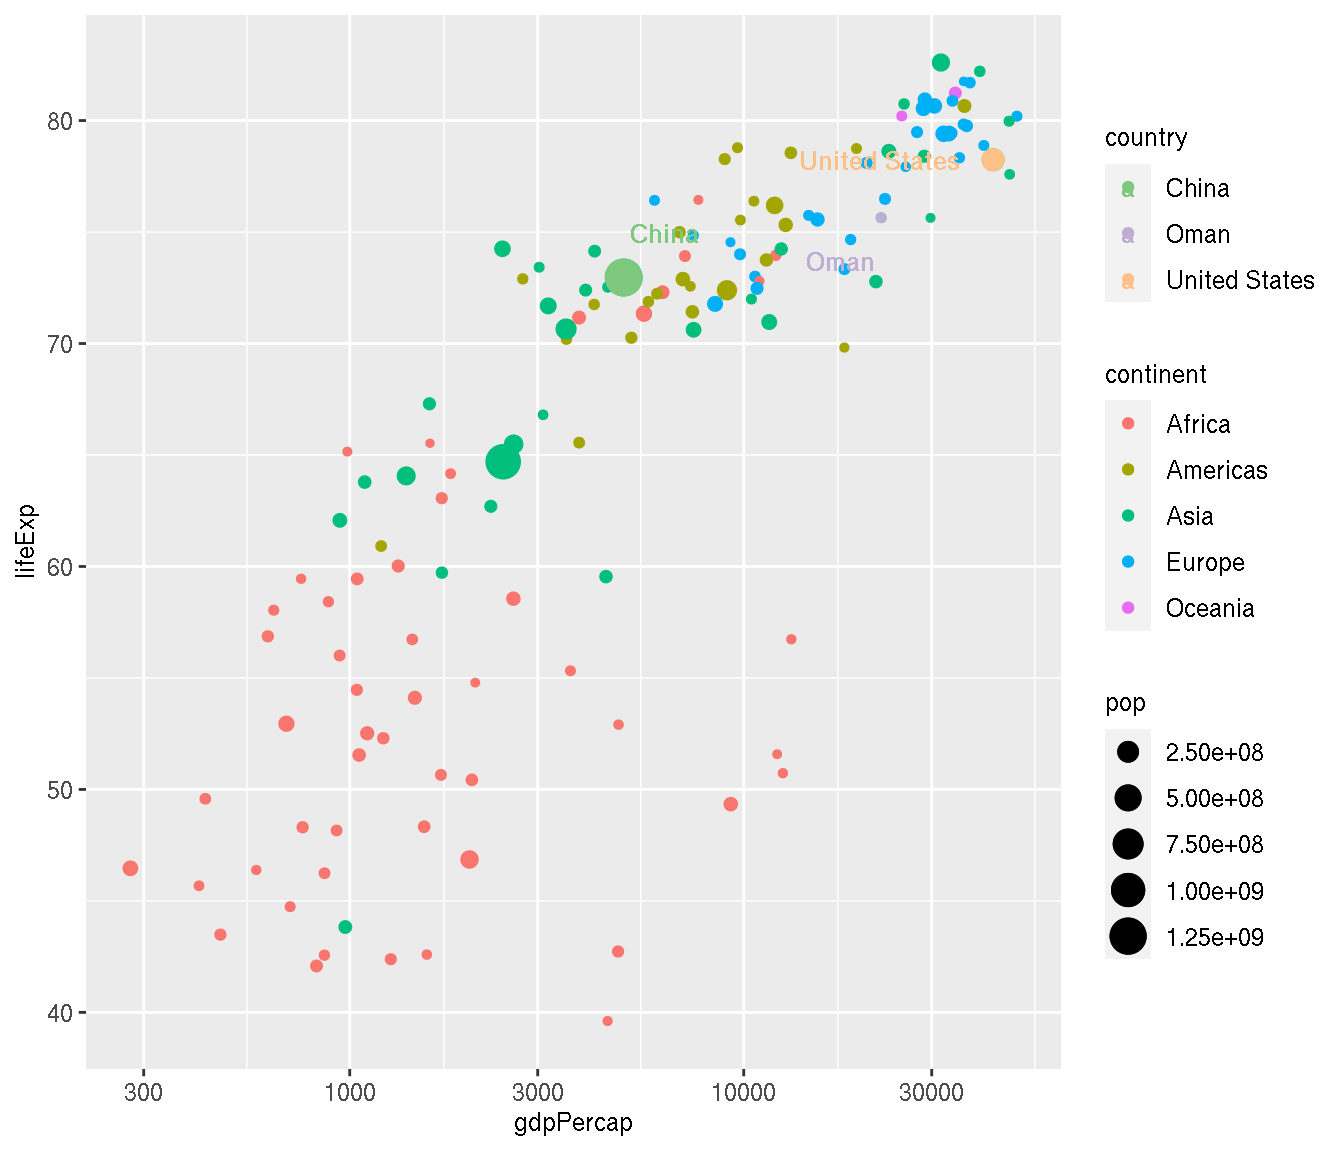 80
70
60
50
40
lifeExp
300
1000
3000
10000
30000
gdpPercap
United States
China
Oman
country
a China
a Oman
a United States
continent
Africa
Americas
Asia
Europe
Oceania
pop
2.50e+08
5.00e+08
7.50e+08
1.00e+09
1.25e+09